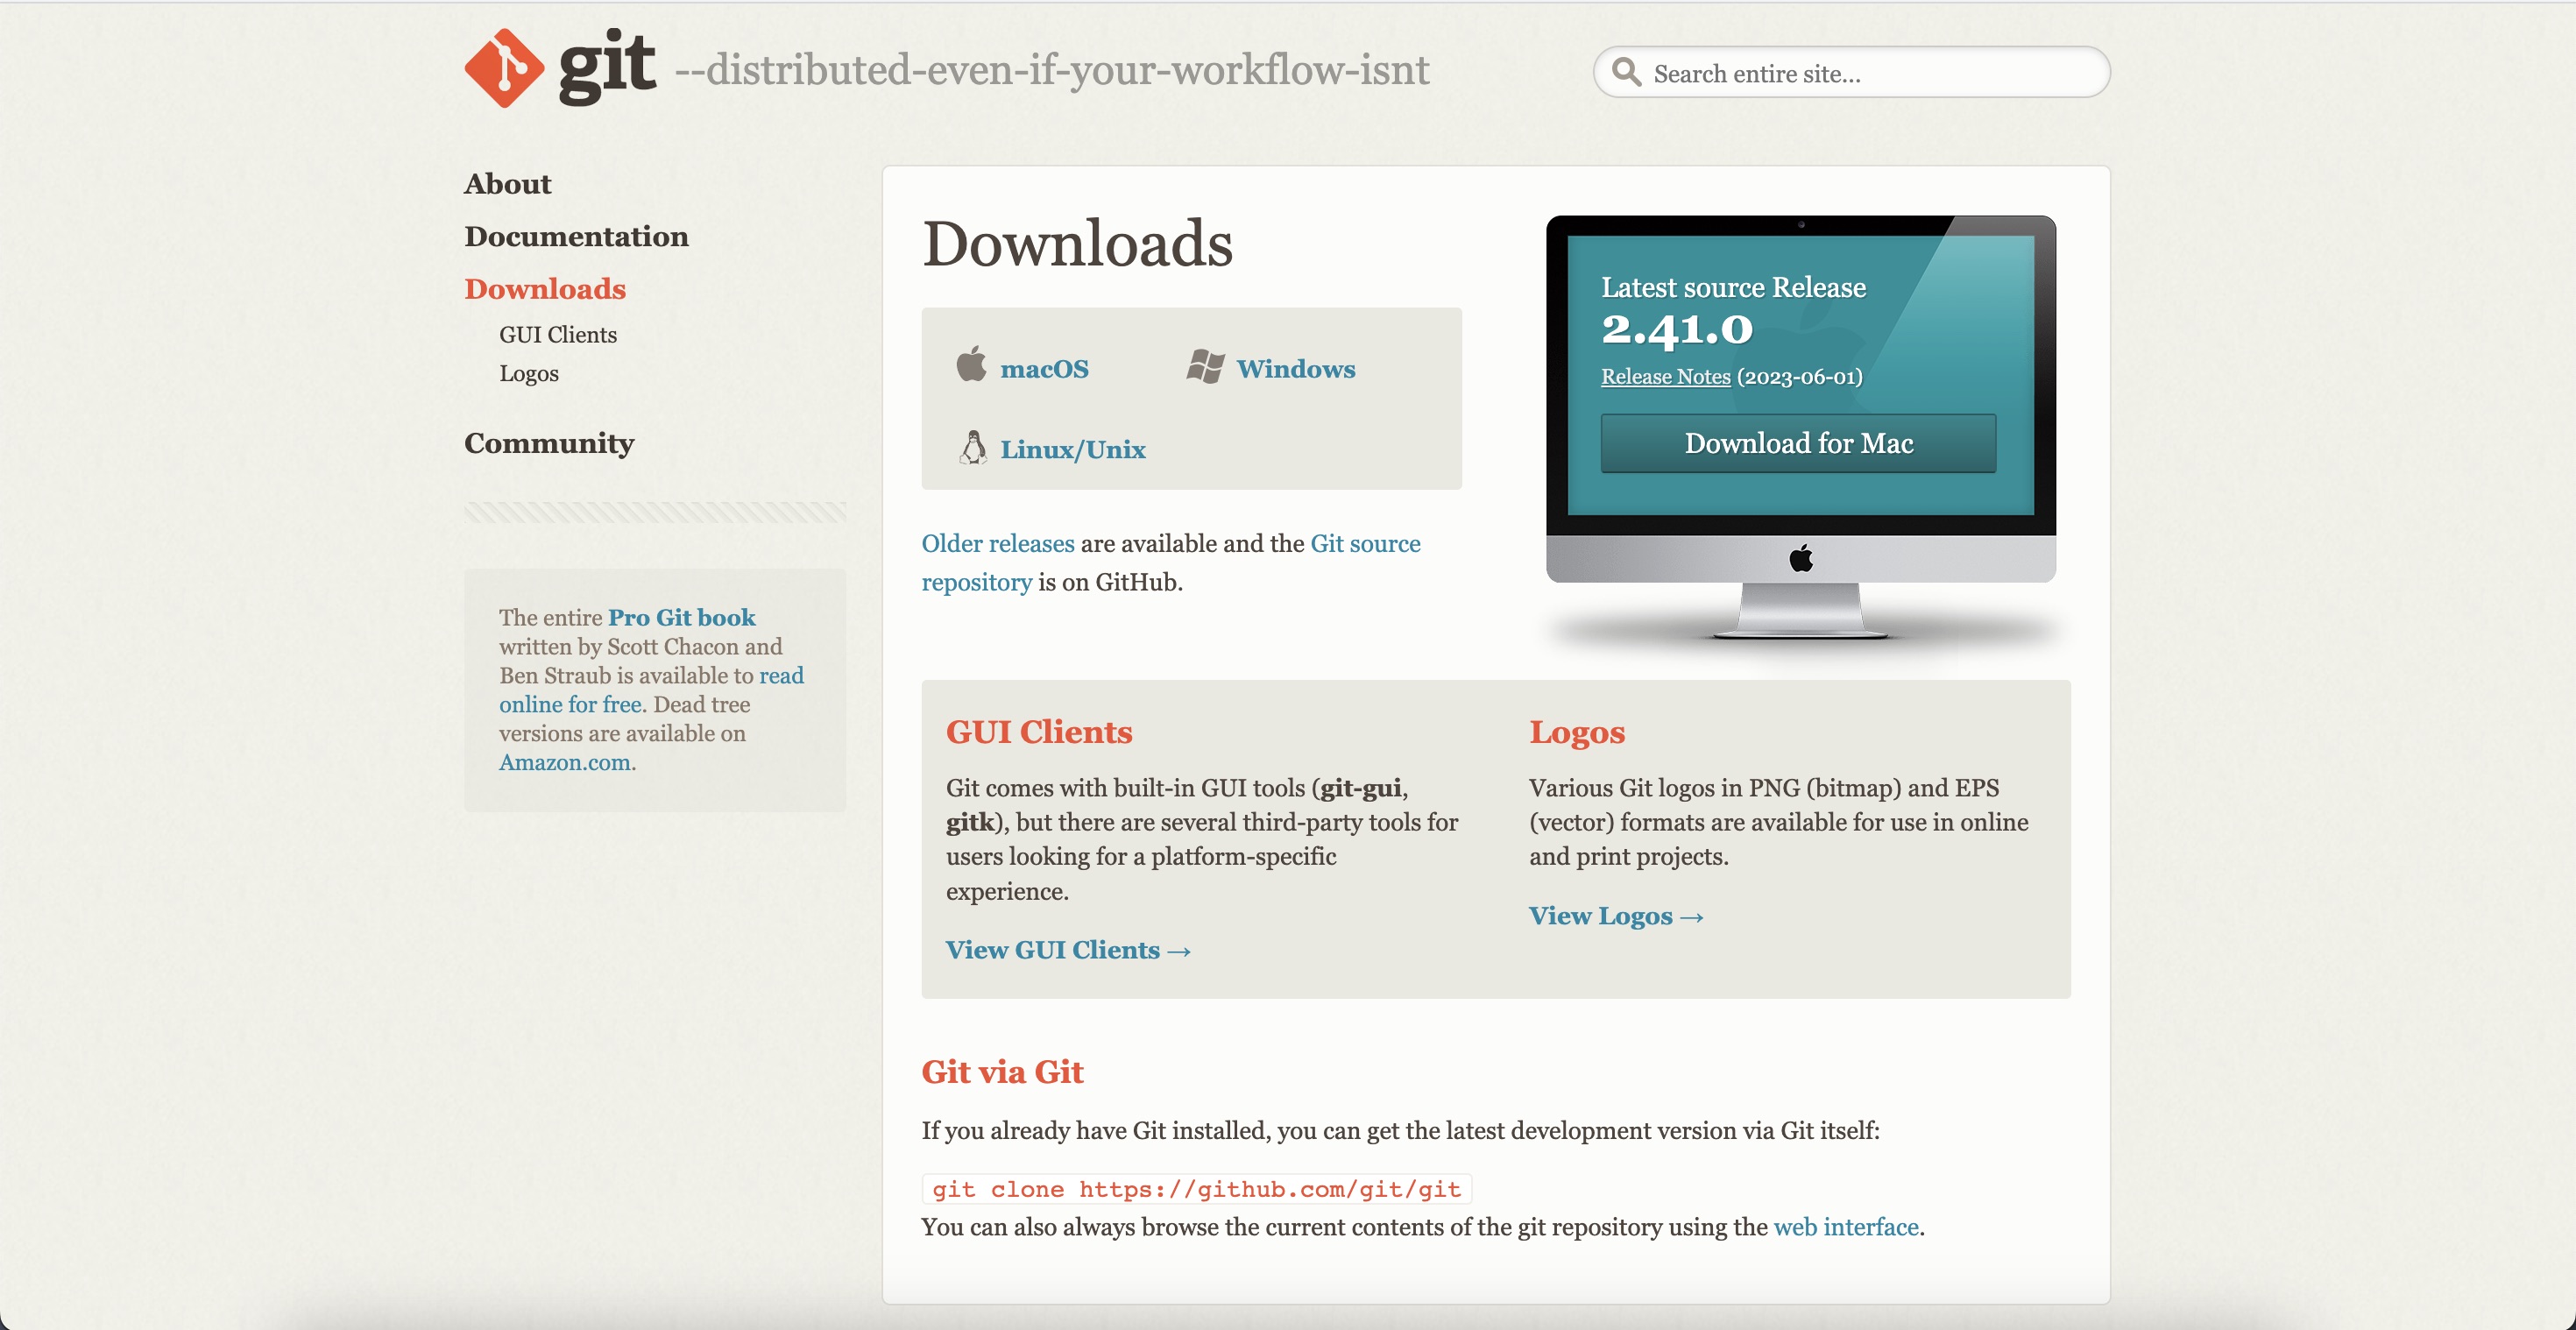 git --distributed-even-if-your-workflow-isnt
Search entire site...
About
Documentation
Downloads
GUI Clients
Logos
Community
The entire Pro Git book
written by Scott Chacon and
Ben Straub is available to read
online for free. Dead tree
versions are available on
Amazon.com.
Downloads
macOS
Windows
Linux/Unix
Older releases are available and the Git source
repository is on GitHub.
Latest source Release
2.41.0
Release Notes (2023-06-01)
Download for Mac
GUI Clients
Git comes with built-in GUI tools (git-gui,
gitk), but there are several third-party tools for
users looking for a platform-specific
experience.
View GUI Clients →
Logos
Various Git logos in PNG (bitmap) and EPS
(vector) formats are available for use in online
and print projects.
View Logos →
Git via Git
If you already have Git installed, you can get the latest development version via Git itself:
git clone https://github.com/git/git
You can also always browse the current contents of the git repository using the web interface.